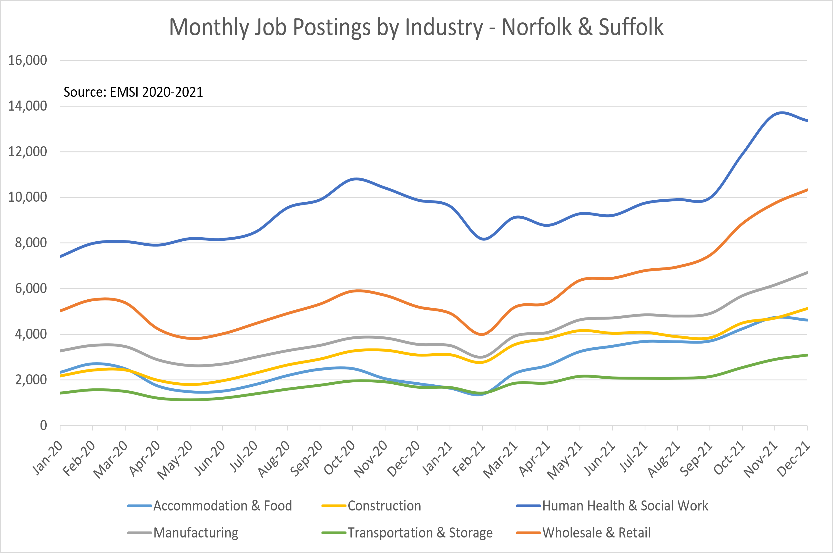 Monthly Job Postings by Industry - Norfolk & Suffolk
16,000
Source: EMSI 2020-2021
14,000
12,000
10,000
8,000
6,000
4,000
2,000
0
Jan-20 Feb-20 Mar-20 Apr-20 May-20 Jun-20 Jul-20 Aug-20 Sep-20 Oct-20 Nov-20 Dec-20 Jan-21 Feb-21 Mar-21 Apr-21 May-21 Jun-21 Jul-21 Aug-21 Sep-21 Oct-21 Nov-21 Dec-21
Accommodation & Food Construction Human Health & Social Work
Manufacturing Transportation & Storage Wholesale & Retail